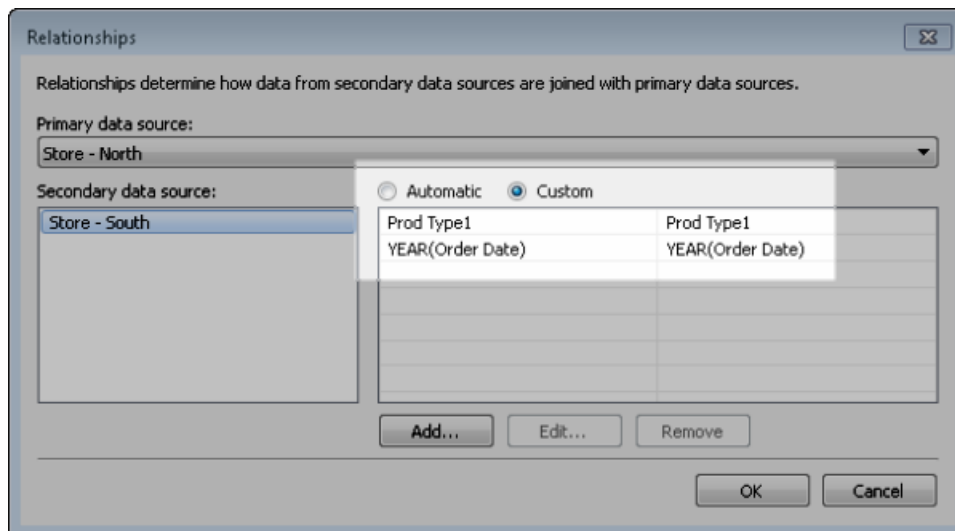 Relationships
Relationships determine how data from secondary data sources are joined with primary data sources.
Primary data source:
Store - North
Secondary data source:
Automatic Custom
Store - South
Prod Type1 Prod Type1
YEAR(Order Date) YEAR(Order Date)
Add... Edit... Remove
OK Cancel